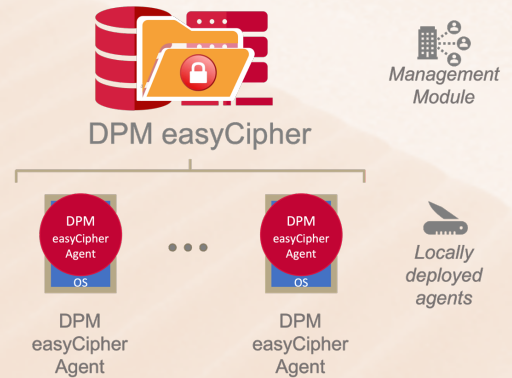 Management
Module
DPM easyCipher
DPM
easyCipher
Agent
OS
DPM
easyCipher
Agent
OS
Locally
deployed
agents
DPM
easyCipher
Agent
DPM
easyCipher
Agent